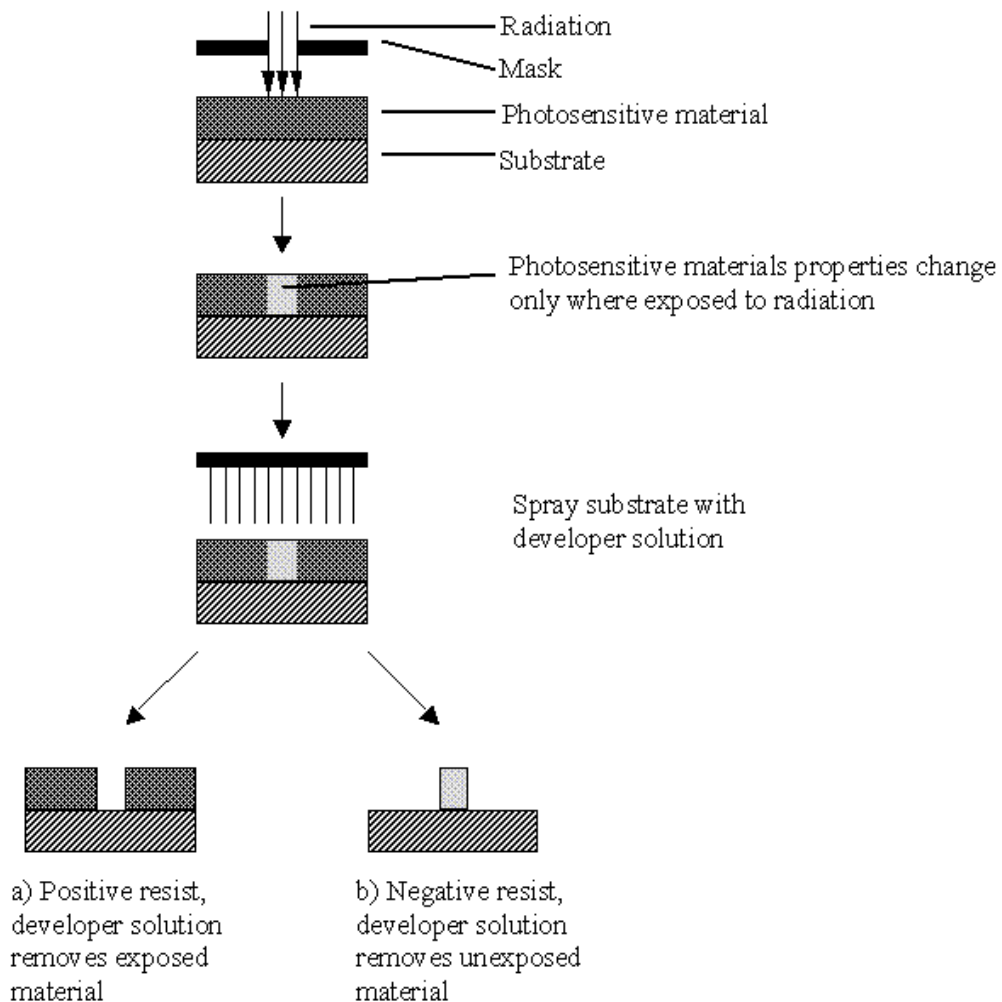 Radiation
Mask
Photosensitive material
Substrate
Photosensitive materials properties change
only where exposed to radiation
Spray substrate with
developer solution
a) Positive resist,
developer solution
removes exposed
material
b) Negative resist,
developer solution
removes unexposed
material